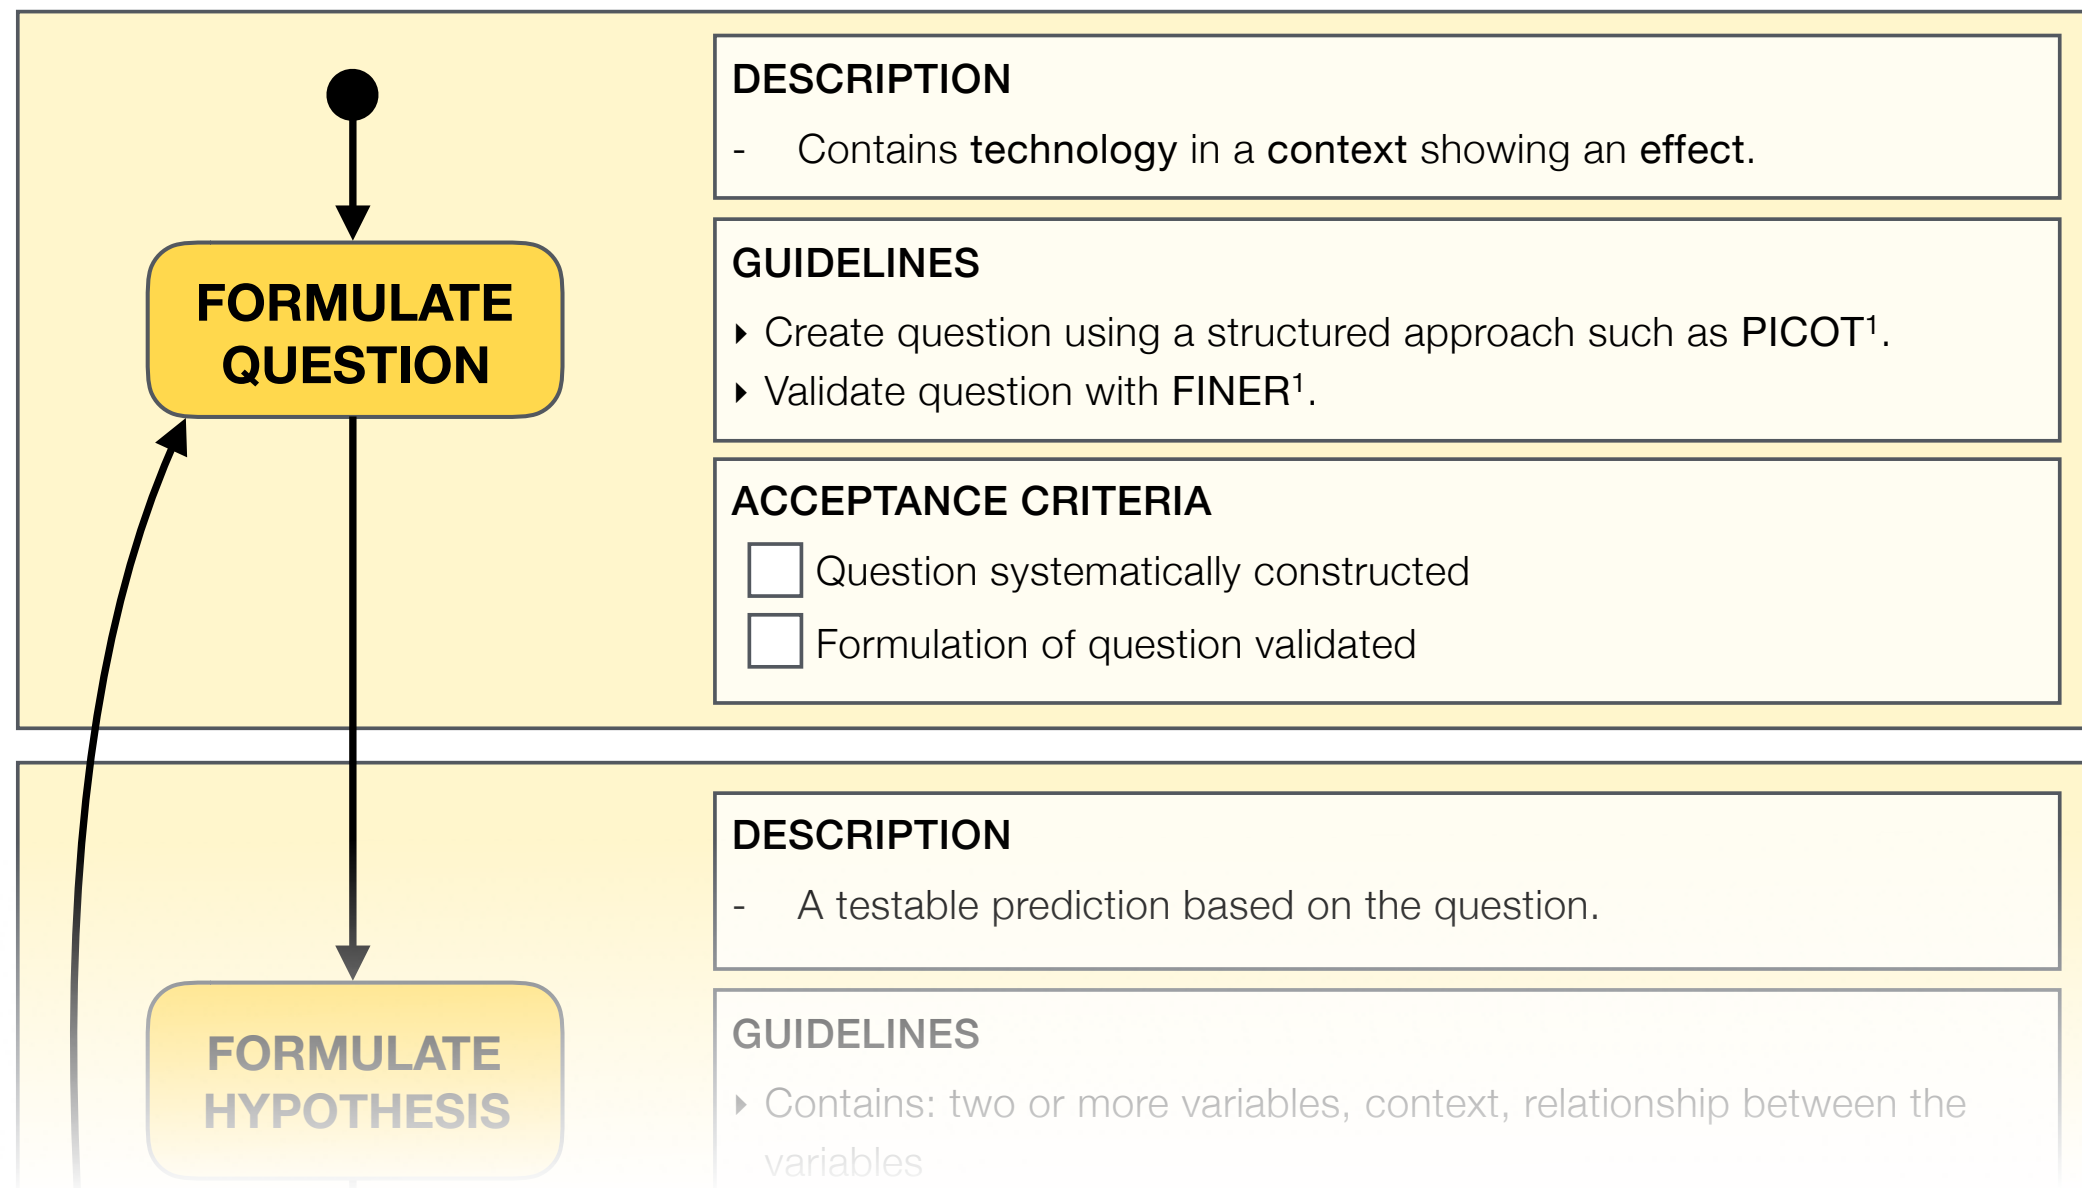 FORMULATE
QUESTION
DESCRIPTION
- Contains technology in a context showing an effect.
GUIDELINES
‣ Create question using a structured approach such as PICOT¹.
‣ Validate question with FINER¹.
ACCEPTANCE CRITERIA
Question systematically constructed
Formulation of question validated
FORMULATE
HYPOTHESIS
DESCRIPTION
- A testable prediction based on the question.
GUIDELINES
‣ Contains: two or more variables, context, relationship between the
variables